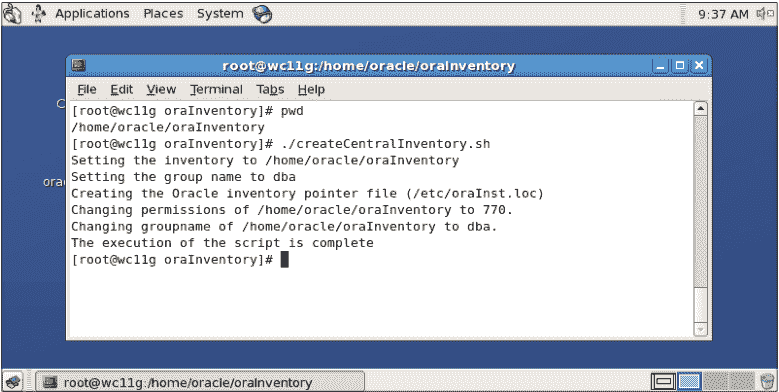 Applications Places System
9:37 AM
root@wc11g:/home/oracle/oraInventory
File Edit View Terminal Tabs Help
C
[root@wc11g oraInventory]# pwd
/home/oracle/oraInventory
[root@wc11g oraInventory]# ./createCentralInventory.sh
Setting the inventory to /home/oracle/oraInventory
Setting the group name to dba
ora
Creating the Oracle inventory pointer file (/etc/oraInst.loc)
Changing permissions of /home/oracle/oraInventory to 770.
Changing groupname of /home/oracle/oraInventory to dba.
The execution of the script is complete
[root@wc11g oraInventory]#
root@wc11g:/home/oracle/oraInventory